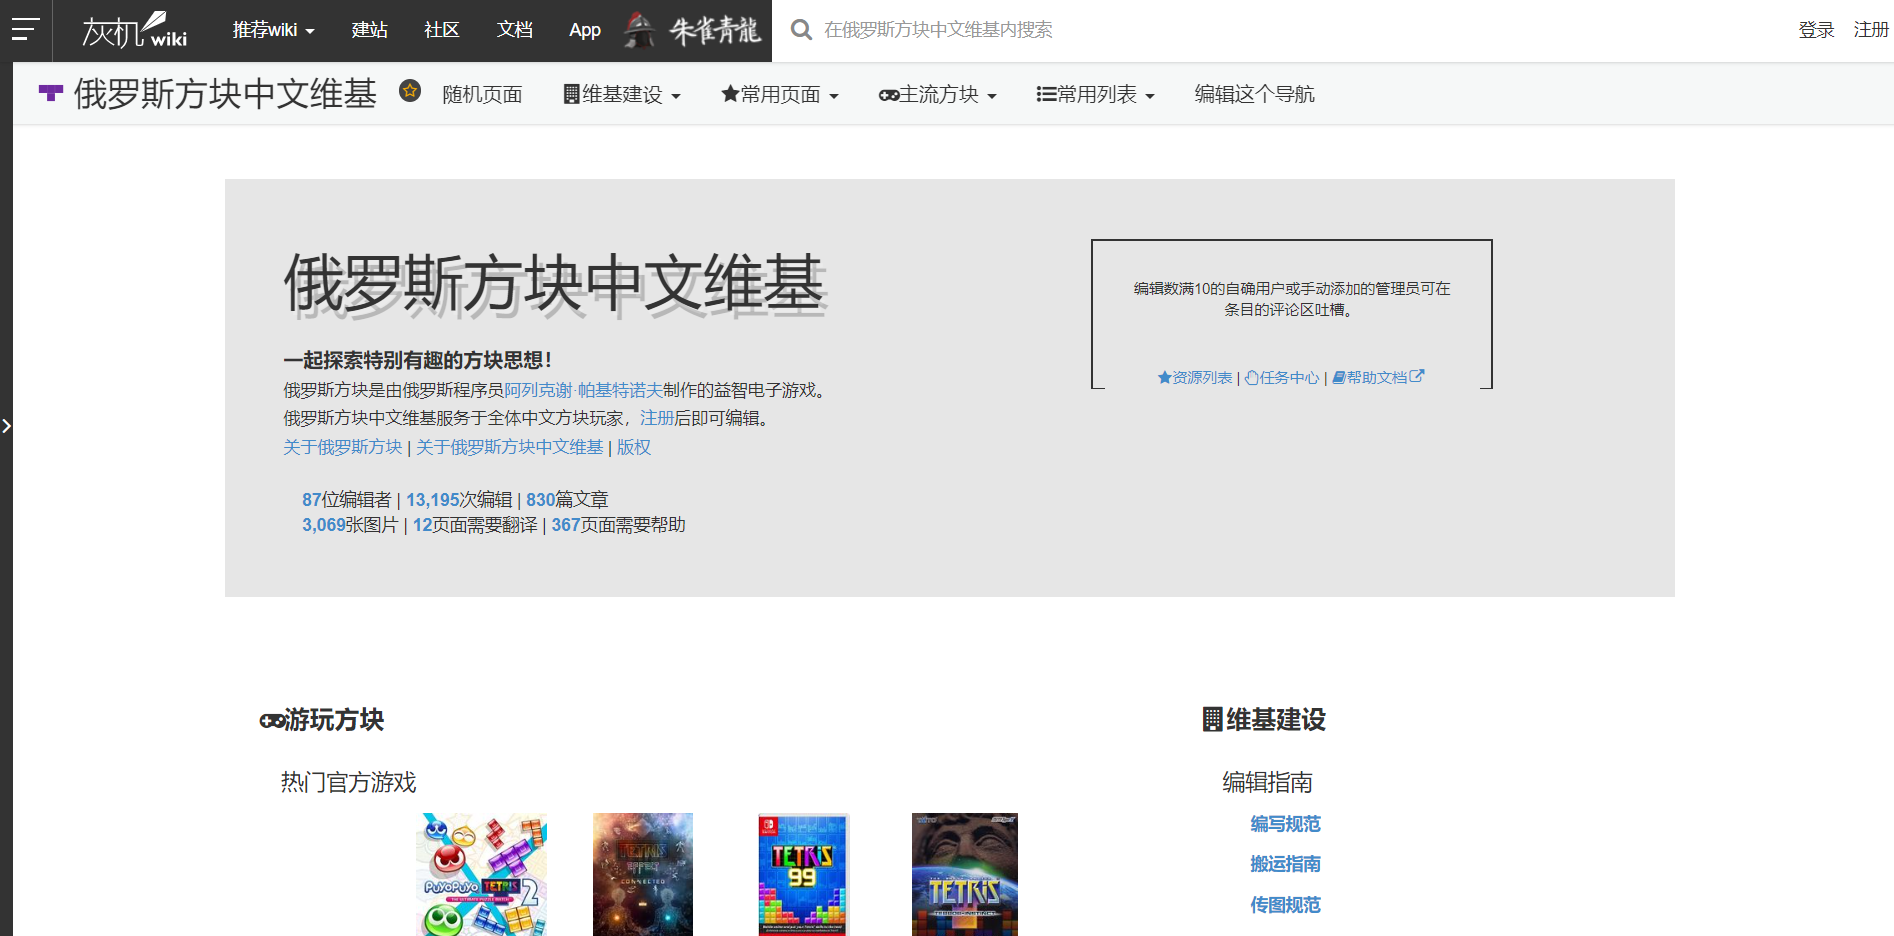 灰机wiki 推荐wiki 建站 社区 文档 App 朱雀青龍 在俄罗斯方块中文维基内搜索 登录 注册
俄罗斯方块中文维基 随机页面 维基建设 常用页面 主流方块 常用列表 编辑这个导航
俄罗斯方块中文维基
一起探索特别有趣的方块思想！
俄罗斯方块是由俄罗斯程序员阿列克谢·帕基特诺夫制作的益智电子游戏。
俄罗斯方块中文维基服务于全体中文方块玩家，注册后即可编辑。
关于俄罗斯方块 | 关于俄罗斯方块中文维基 | 版权
87位编辑者 | 13,195次编辑 | 830篇文章
3,069张图片 | 12页面需要翻译 | 367页面需要帮助
编辑数满10的自确用户或手动添加的管理员可在
条目的评论区吐槽。
资源列表 | 任务中心 | 帮助文档
游玩方块
热门官方游戏
PUYOPUYO TETRIS 2
TETRIS
EFFECT
CONNECTED
TETRIS
99
TETRIS
维基建设
编辑指南
编写规范
搬运指南
传图规范